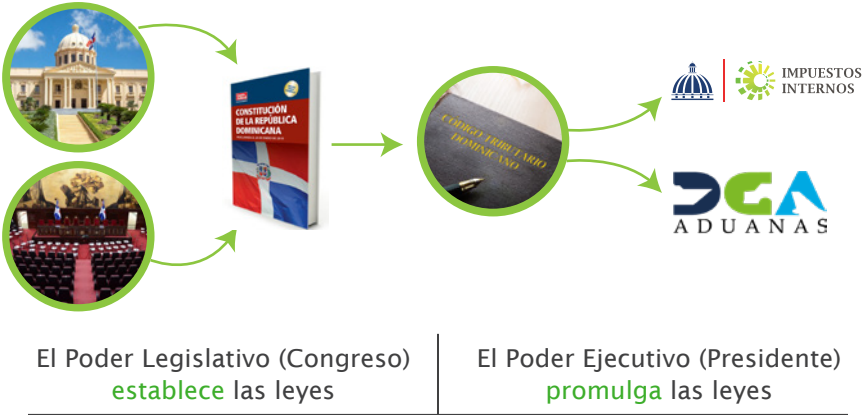 CONSTITUCIÓN
DE LA REPÚBLICA
DOMINICANA
CÓDIGO TRIBUTARIO
DOMINICANO
IMPUESTOS
INTERNOS
DGA
ADUANAS
El Poder Legislativo (Congreso)
establece las leyes
El Poder Ejecutivo (Presidente)
promulga las leyes